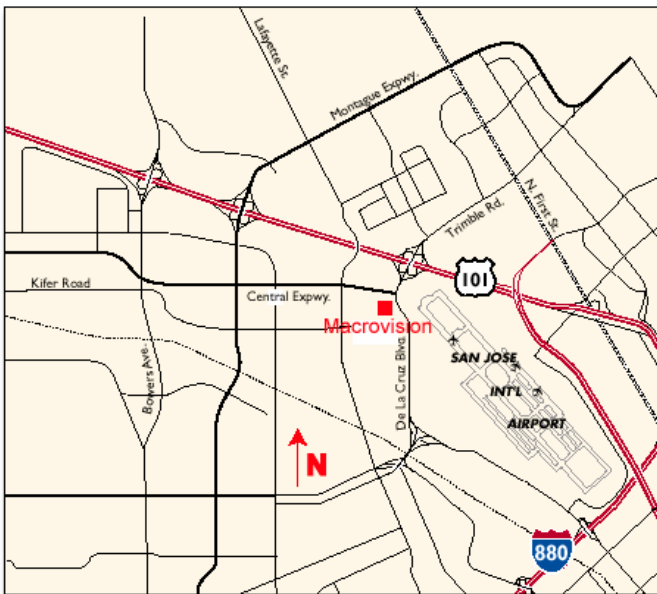 Lafayette St.
Montague Expwy.
N. First St.
Trimble Rd.
101
Kifer Road
Central Expwy.
Macrovision
De La Cruz Blvd.
SAN JOSE
INT'L
AIRPORT
Bowers Ave.
N
880